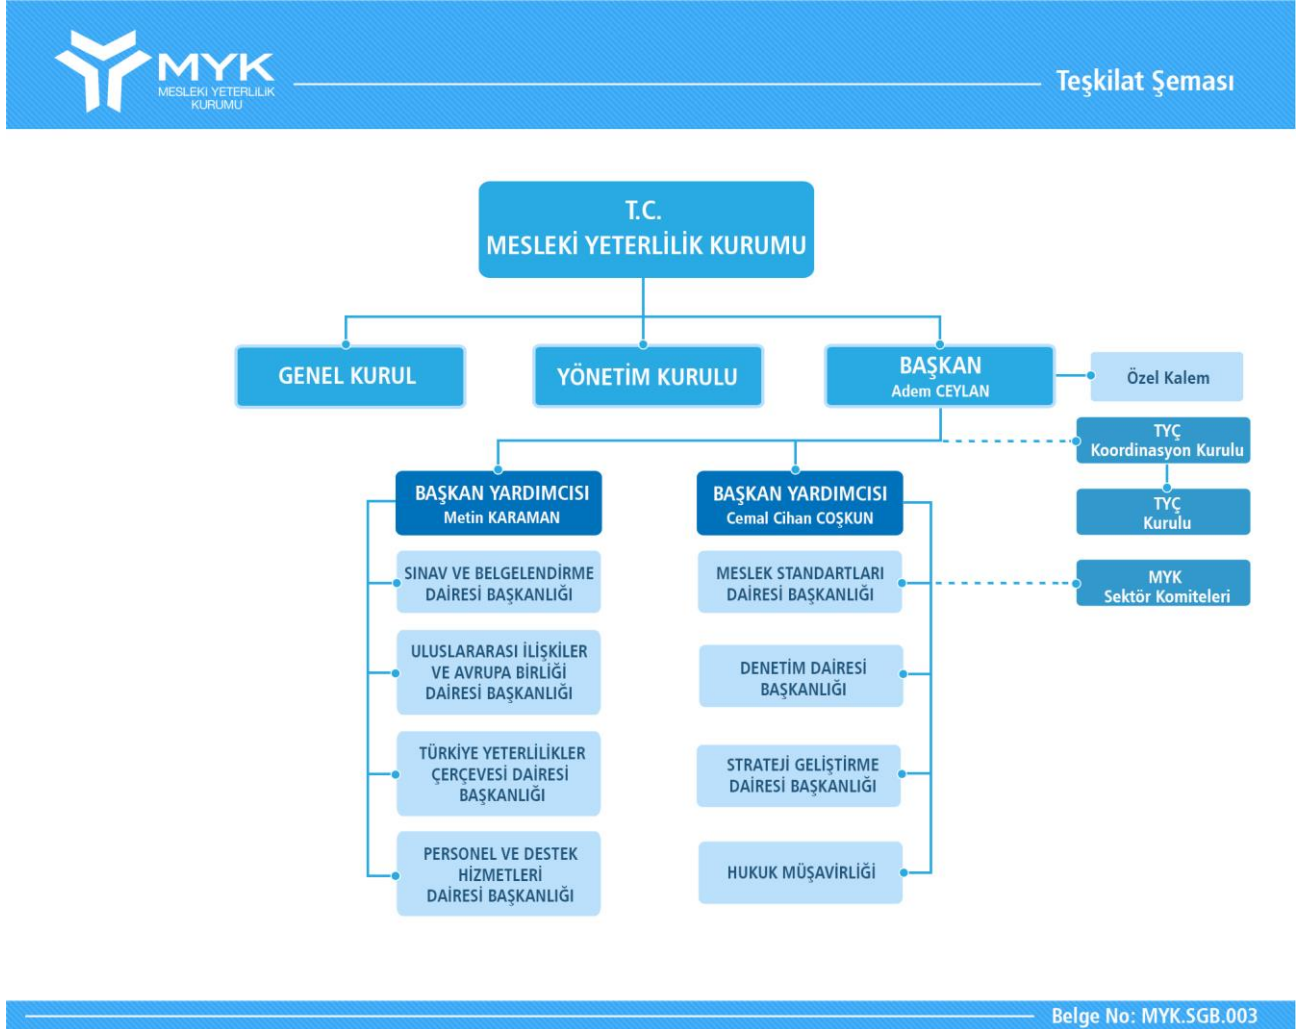 MYK
MESLEKİ YETERLİLİK
KURUMU
Teşkilat Şeması
T.C.
MESLEKİ YETERLİLİK KURUMU
GENEL KURUL
YÖNETİM KURULU
BAŞKAN
Adem CEYLAN
Özel Kalem
TYÇ
Koordinasyon Kurulu
TYÇ
Kurulu
BAŞKAN YARDIMCISI
Metin KARAMAN
BAŞKAN YARDIMCISI
Cemal Cihan COŞKUN
SINAV VE BELGELENDİRME
DAİRESİ BAŞKANLIĞI
MESLEK STANDARTLARI
DAİRESİ BAŞKANLIĞI
MYK
Sektör Komiteleri
ULUSLARARASI İLİŞKİLER
VE AVRUPA BİRLİĞİ
DAİRESİ BAŞKANLIĞI
DENETİM DAİRESİ
BAŞKANLIĞI
TÜRKİYE YETERLİLİKLER
ÇERÇEVESİ DAİRESİ
BAŞKANLIĞI
STRATEJİ GELİŞTİRME
DAİRESİ BAŞKANLIĞI
PERSONEL VE DESTEK
HİZMETLERİ
DAİRESİ BAŞKANLIĞI
HUKUK MÜŞAVİRLİĞİ
Belge No: MYK.SGB.003